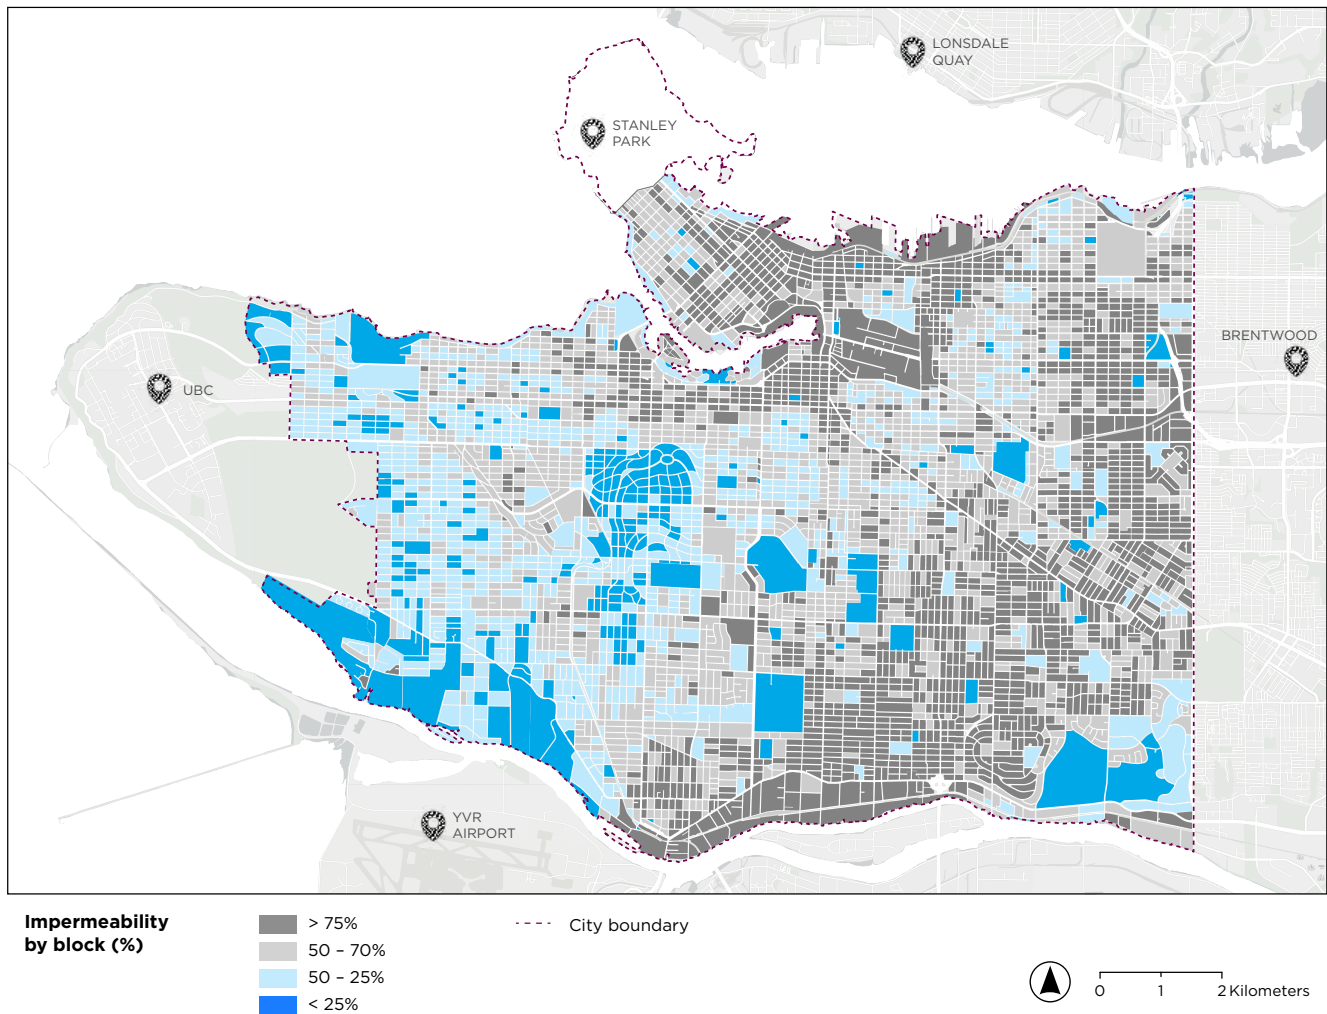 LONSDALE
QUAY
STANLEY
PARK
BRENTWOOD
UBC
YVR
AIRPORT
Impermeability
by block (%)
> 75%
50 – 70%
50 – 25%
< 25%
City boundary
0 1 2 Kilometers